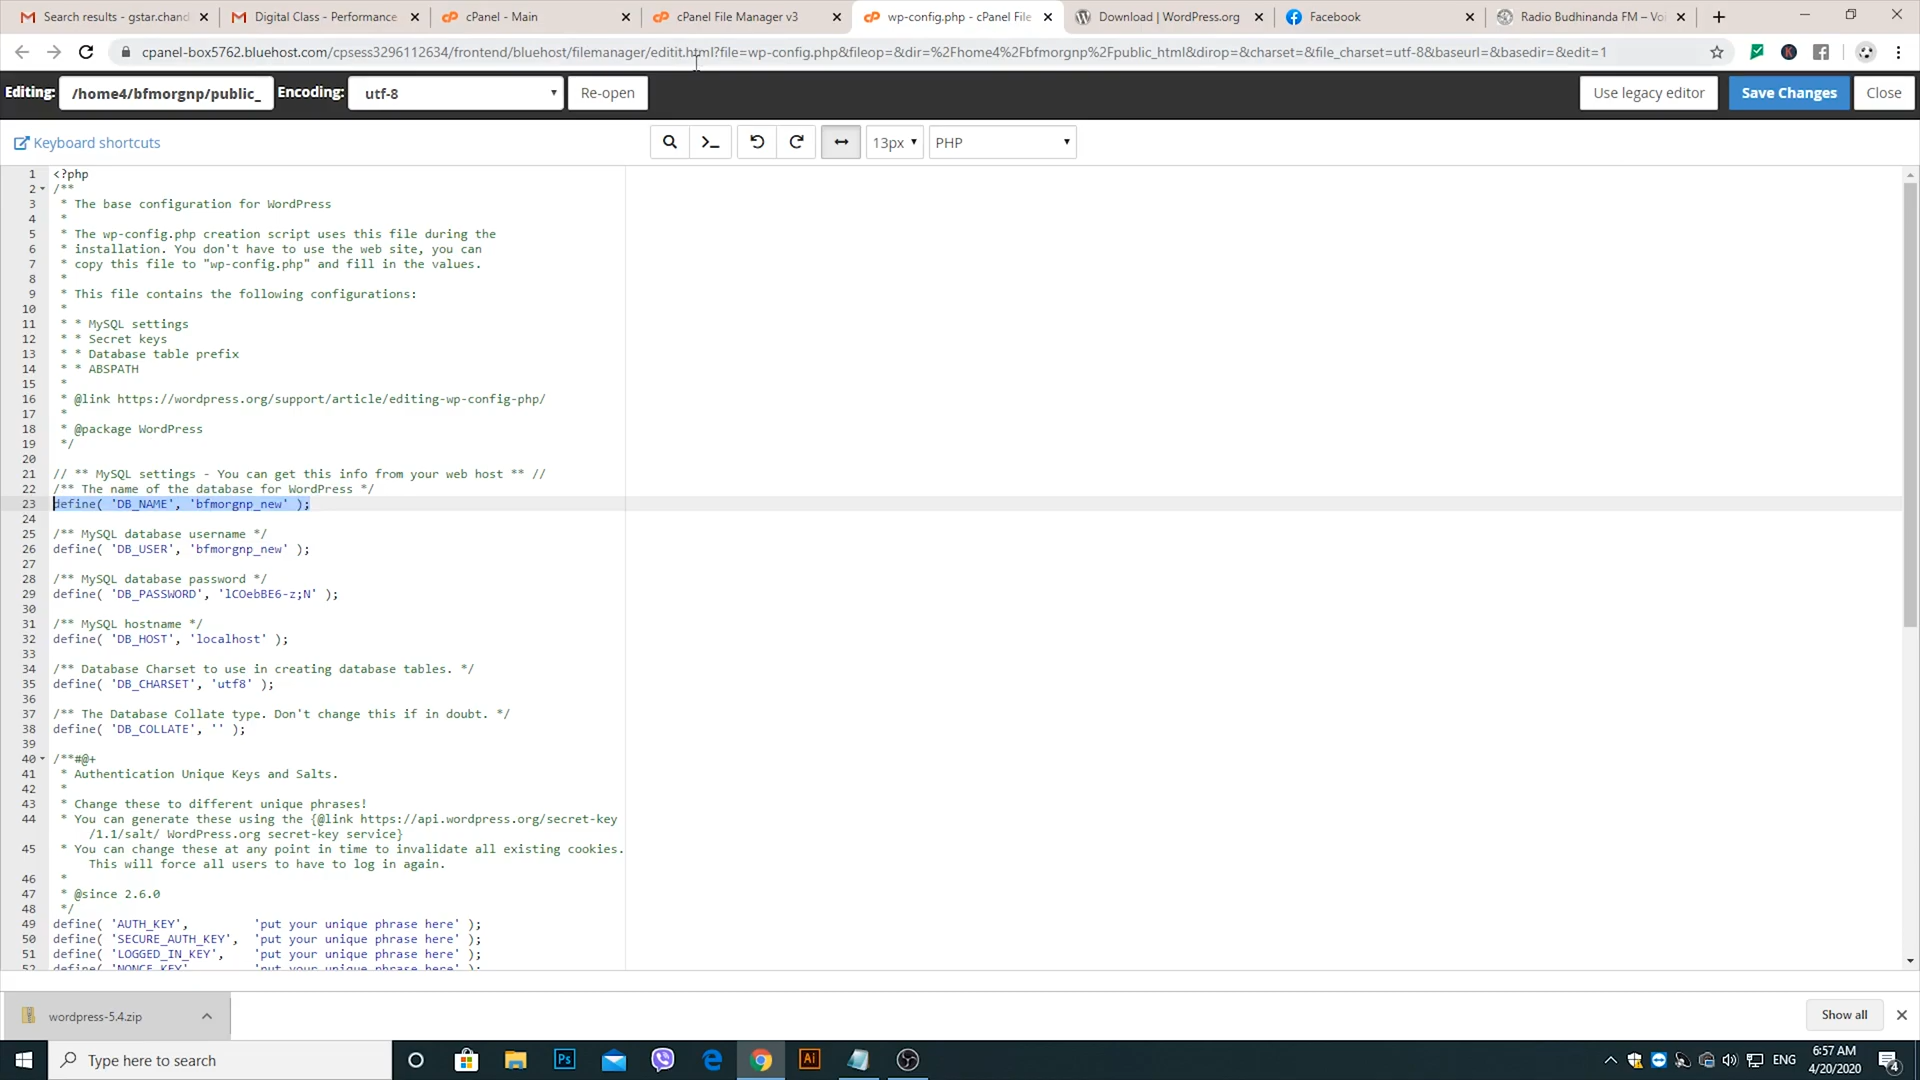 Search results - gstar.chand
Digital Class - Performance
cPanel - Main
cPanel File Manager v3
wp-config.php - cPanel File
Download | WordPress.org
Facebook
Radio Budhinanda FM – Voi
cpanel-box5762.bluehost.com/cpsess3296112634/frontend/bluehost/filemanager/editit.html?file=wp-config.php&fileop=&dir=%2Fhome4%2Fbfmorgnp%2Fpublic_html&dirop=&charset=&file_charset=utf-8&baseurl=&basedir=&edit=1
Editing: /home4/bfmorgnp/public_ Encoding: utf-8 Re-open Use legacy editor Save Changes Close
Keyboard shortcuts 13px PHP
1 <?php
2 /**
3 * The base configuration for WordPress
4 *
5 * The wp-config.php creation script uses this file during the
6 * installation. You don't have to use the web site, you can
7 * copy this file to "wp-config.php" and fill in the values.
8 *
9 * This file contains the following configurations:
10 *
11 * * MySQL settings
12 * * Secret keys
13 * * Database table prefix
14 * * ABSPATH
15 *
16 * @link https://wordpress.org/support/article/editing-wp-config-php/
17 *
18 * @package WordPress
19 */
20
21 // ** MySQL settings - You can get this info from your web host ** //
22 /** The name of the database for WordPress */
23 define( 'DB_NAME', 'bfmorgnp_new' );
24
25 /** MySQL database username */
26 define( 'DB_USER', 'bfmorgnp_new' );
27
28 /** MySQL database password */
29 define( 'DB_PASSWORD', 'lCOebBE6-z;N' );
30
31 /** MySQL hostname */
32 define( 'DB_HOST', 'localhost' );
33
34 /** Database Charset to use in creating database tables. */
35 define( 'DB_CHARSET', 'utf8' );
36
37 /** The Database Collate type. Don't change this if in doubt. */
38 define( 'DB_COLLATE', '' );
39
40 /**#@+
41 * Authentication Unique Keys and Salts.
42 *
43 * Change these to different unique phrases!
44 * You can generate these using the {@link https://api.wordpress.org/secret-key
/1.1/salt/ WordPress.org secret-key service}
45 * You can change these at any point in time to invalidate all existing cookies.
This will force all users to have to log in again.
46 *
47 * @since 2.6.0
48 */
49 define( 'AUTH_KEY', 'put your unique phrase here' );
50 define( 'SECURE_AUTH_KEY', 'put your unique phrase here' );
51 define( 'LOGGED_IN_KEY', 'put your unique phrase here' );
52 define( 'NONCE_KEY', 'put your unique phrase here' );
wordpress-5.4.zip
Show all
Type here to search
Ps
Ai
ENG
6:57 AM
4/20/2020
4